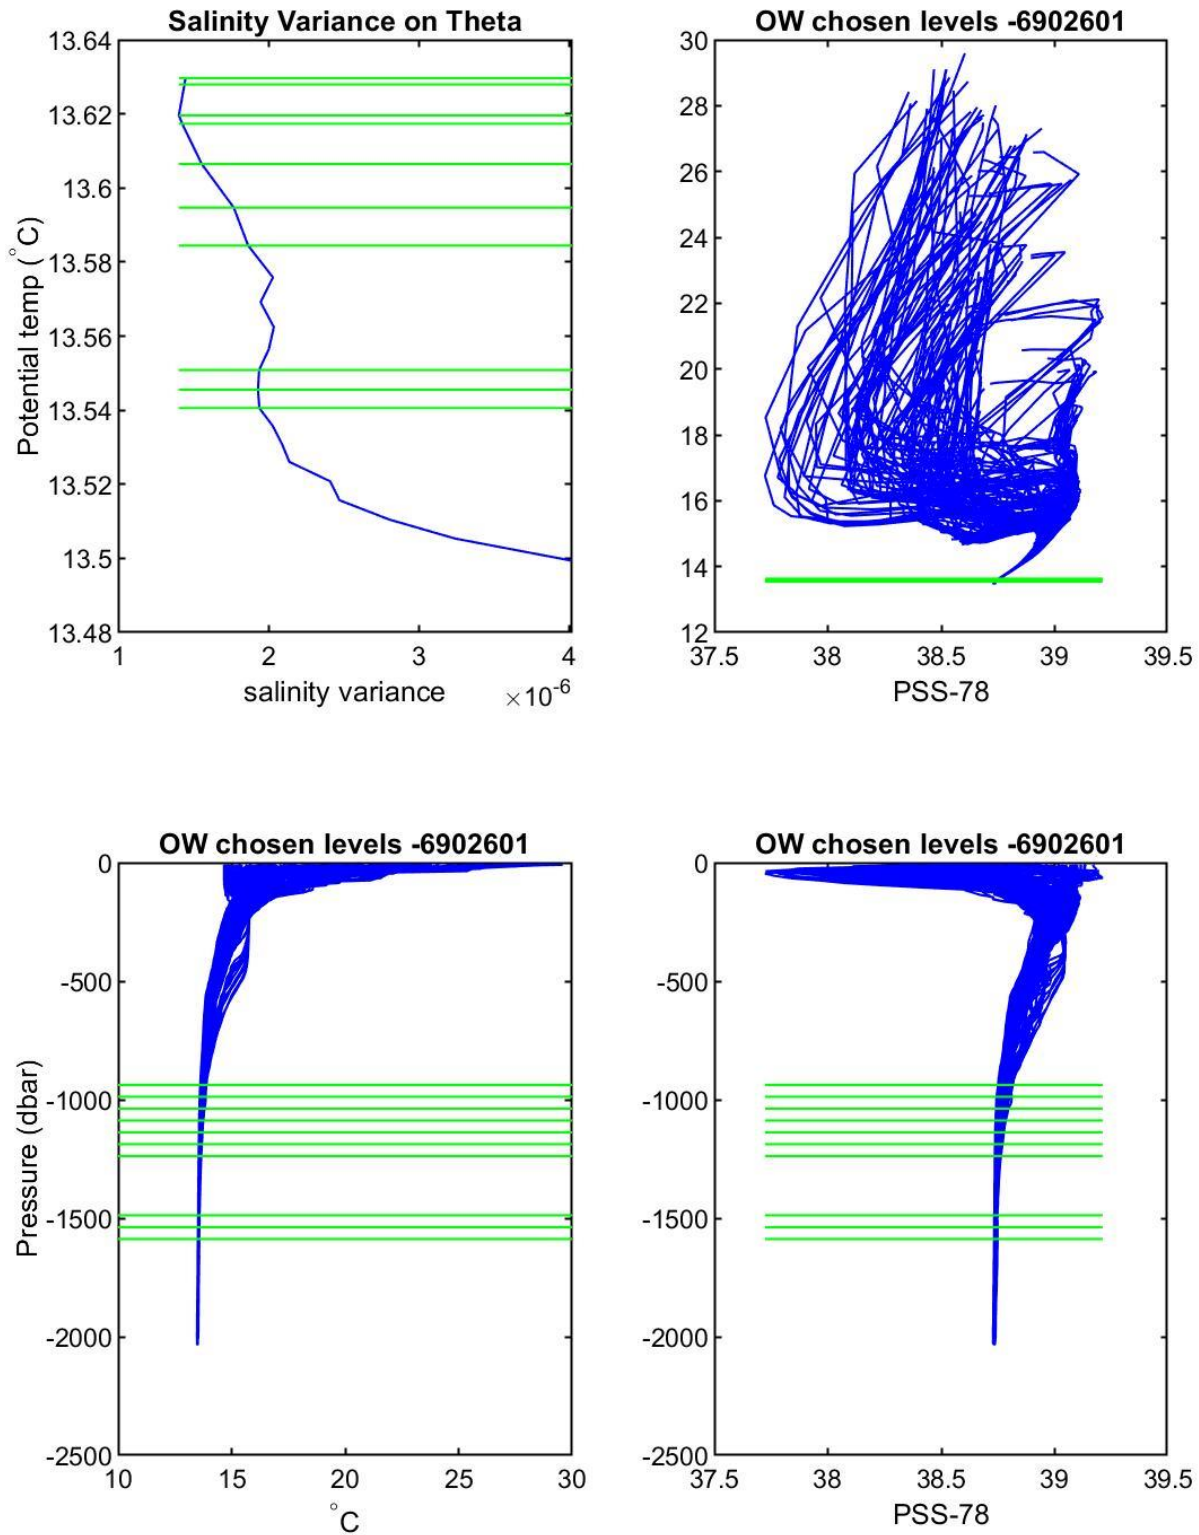 Salinity Variance on Theta
13.64
13.62
13.6
13.58
13.56
13.54
13.52
13.5
13.48
Potential temp (°C)
1 2 3 4
salinity variance ×10-6
OW chosen levels -6902601
30
28
26
24
22
20
18
16
14
12
37.5 38 38.5 39 39.5
PSS-78
OW chosen levels -6902601
0
-500
-1000
-1500
-2000
-2500
Pressure (dbar)
10 15 20 25 30
°C
OW chosen levels -6902601
0
-500
-1000
-1500
-2000
-2500
37.5 38 38.5 39 39.5
PSS-78